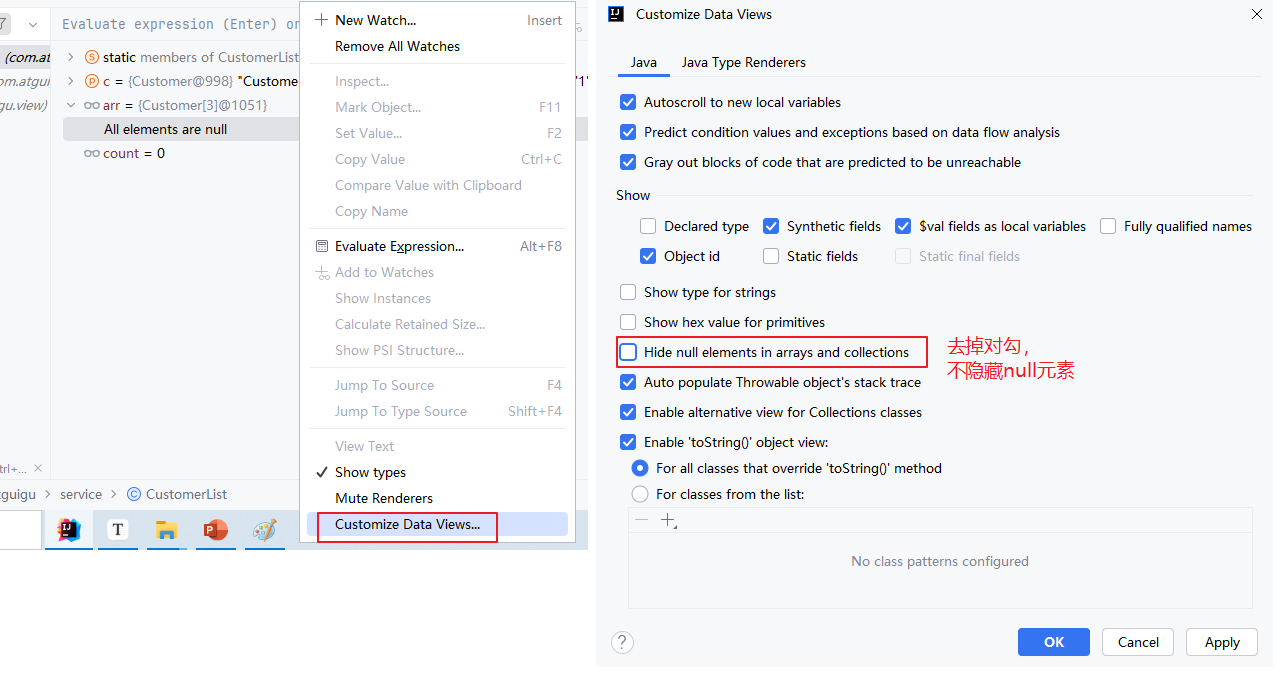 Evaluate expression (Enter) or
(com.at
static members of CustomerList
om.atgui
c = {Customer@998} "Custome
'1'
gu.view)
arr = {Customer[3]@1051}
All elements are null
count = 0
trl+...
tguigu > service > CustomerList
New Watch... Insert
Remove All Watches
Inspect...
Mark Object... F11
Set Value... F2
Copy Value Ctrl+C
Compare Value with Clipboard
Copy Name
Evaluate Expression... Alt+F8
Add to Watches
Show Instances
Calculate Retained Size...
Show PSI Structure...
Jump To Source F4
Jump To Type Source Shift+F4
View Text
Show types
Mute Renderers
Customize Data Views...
Customize Data Views
Java Java Type Renderers
Autoscroll to new local variables
Predict condition values and exceptions based on data flow analysis
Gray out blocks of code that are predicted to be unreachable
Show
Declared type Synthetic fields $val fields as local variables Fully qualified names
Object id Static fields Static final fields
Show type for strings
Show hex value for primitives
Hide null elements in arrays and collections
去掉对勾，
不隐藏null元素
Auto populate Throwable object's stack trace
Enable alternative view for Collections classes
Enable 'toString()' object view:
For all classes that override 'toString()' method
For classes from the list:
No class patterns configured
? OK Cancel Apply